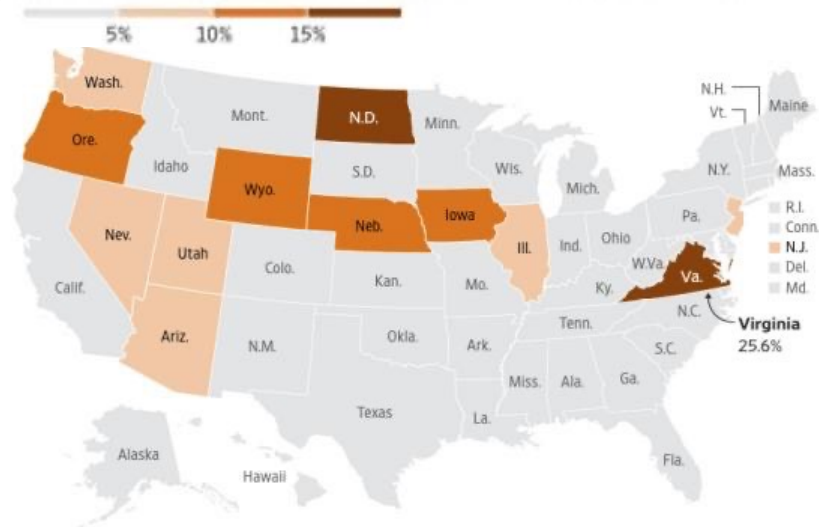 5% 10% 15%
Wash.
Mont.
N.D.
Minn.
N.H.
Vt.
Maine
Ore.
Idaho
Wyo.
S.D.
Wis.
Mich.
N.Y.
Mass.
R.I.
Conn.
N.J.
Del.
Md.
Nev.
Utah
Colo.
Neb.
Iowa
Ill.
Ind.
Ohio
Pa.
W.Va.
Va.
Calif.
Kan.
Mo.
Ky.
Virginia
25.6%
Ariz.
N.M.
Okla.
Ark.
Tenn.
N.C.
S.C.
Texas
La.
Miss.
Ala.
Ga.
Fla.
Alaska
Hawaii